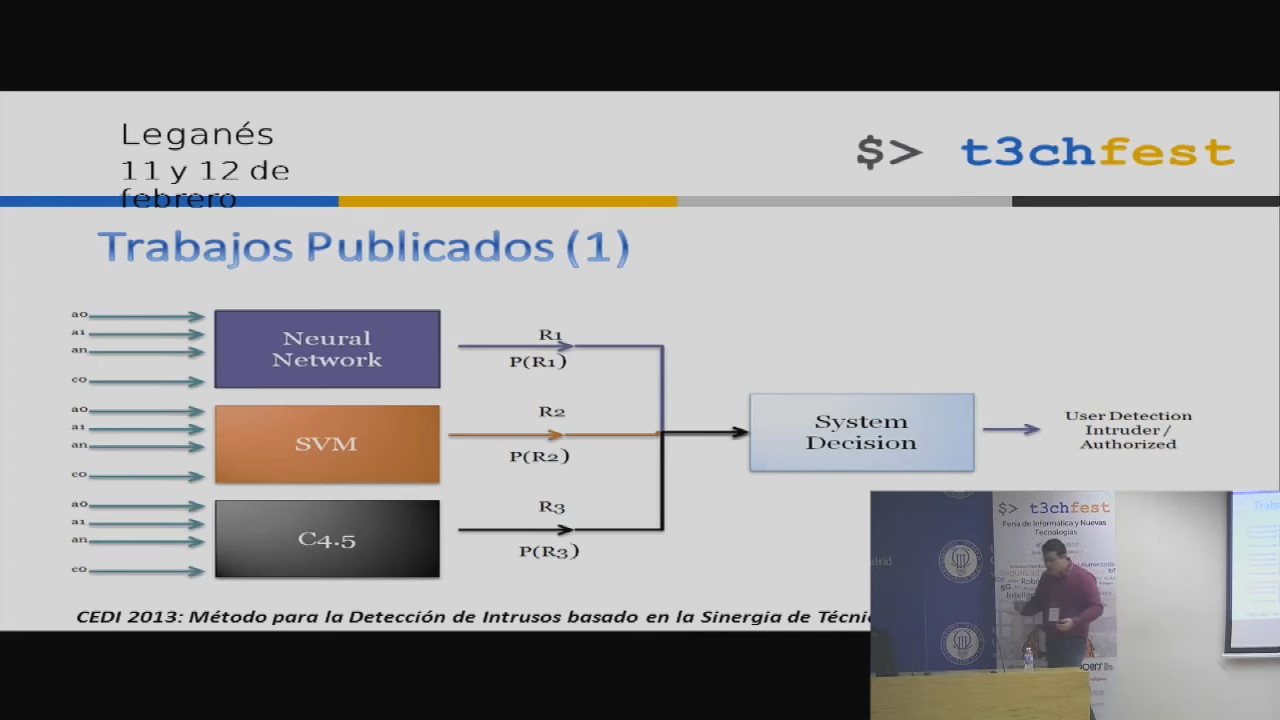 Leganés
11 y 12 de
febrero
$> t3chfest
Trabajos Publicados (1)
a0
a1
an
c0
Neural
Network
R1
P(R1)
a0
a1
an
c0
SVM
R2
P(R2)
a0
a1
an
c0
C4.5
R3
P(R3)
System
Decision
User Detection
Intruder /
Authorized
CEDI 2013: Método para la Detección de Intrusos basado en la Sinergia de Técni
$> t3chfest
Feria de Informática y Nuevas
Tecnologías